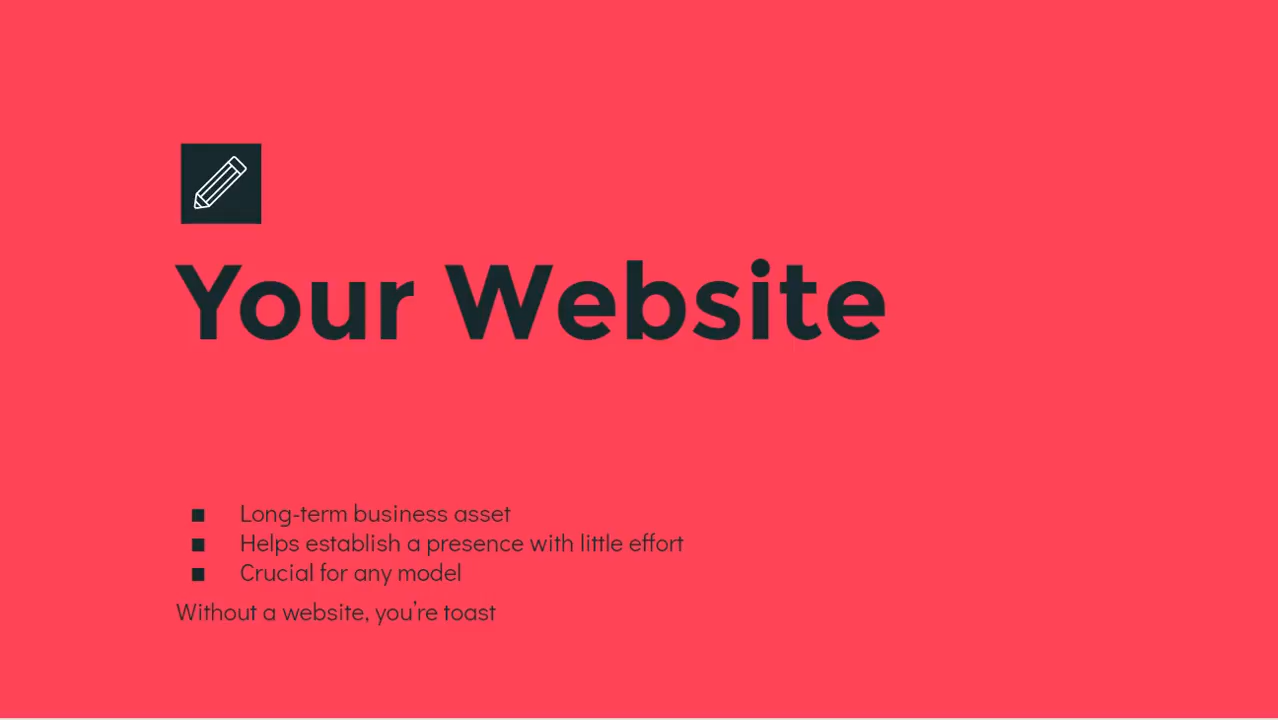 Your Website
■ Long-term business asset
■ Helps establish a presence with little effort
■ Crucial for any model
Without a website, you're toast